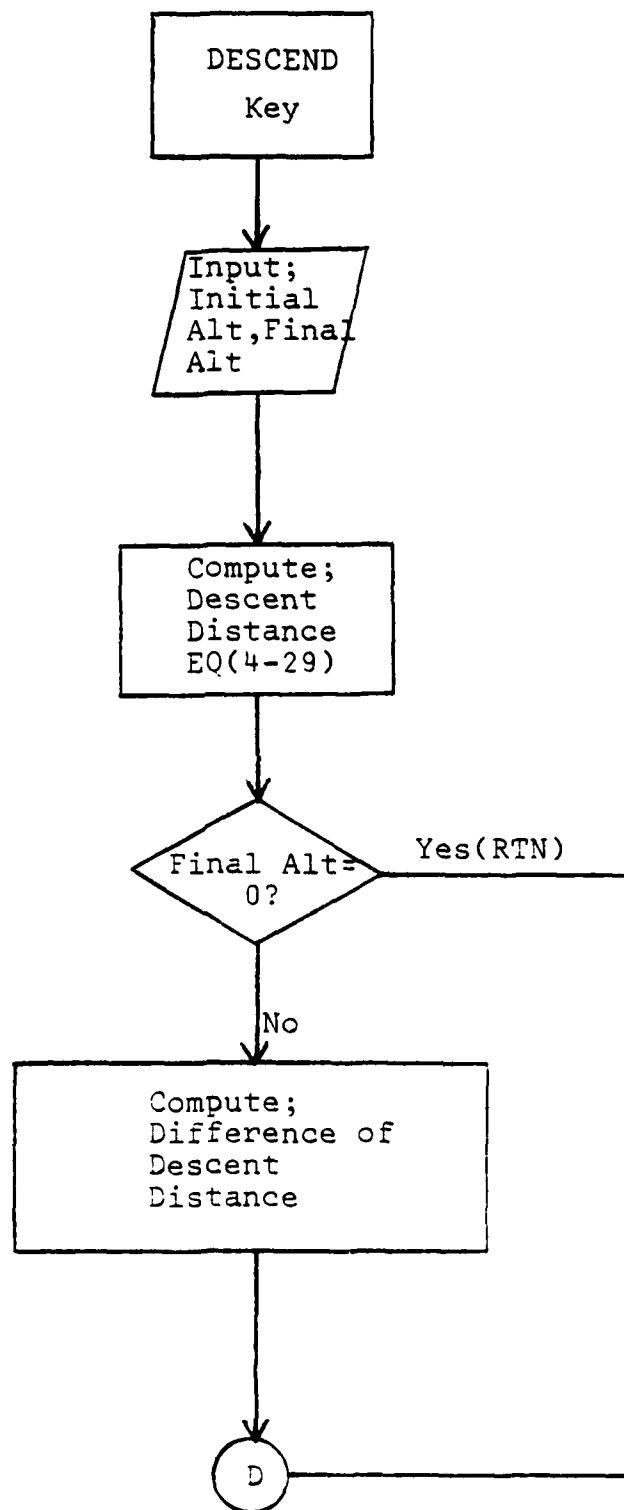 DESCEND
Key
Input;
Initial
Alt,Final
Alt
Compute;
Descent
Distance
EQ(4-29)
Final Alt=
0?
Yes(RTN)
No
Compute;
Difference of
Descent
Distance
D